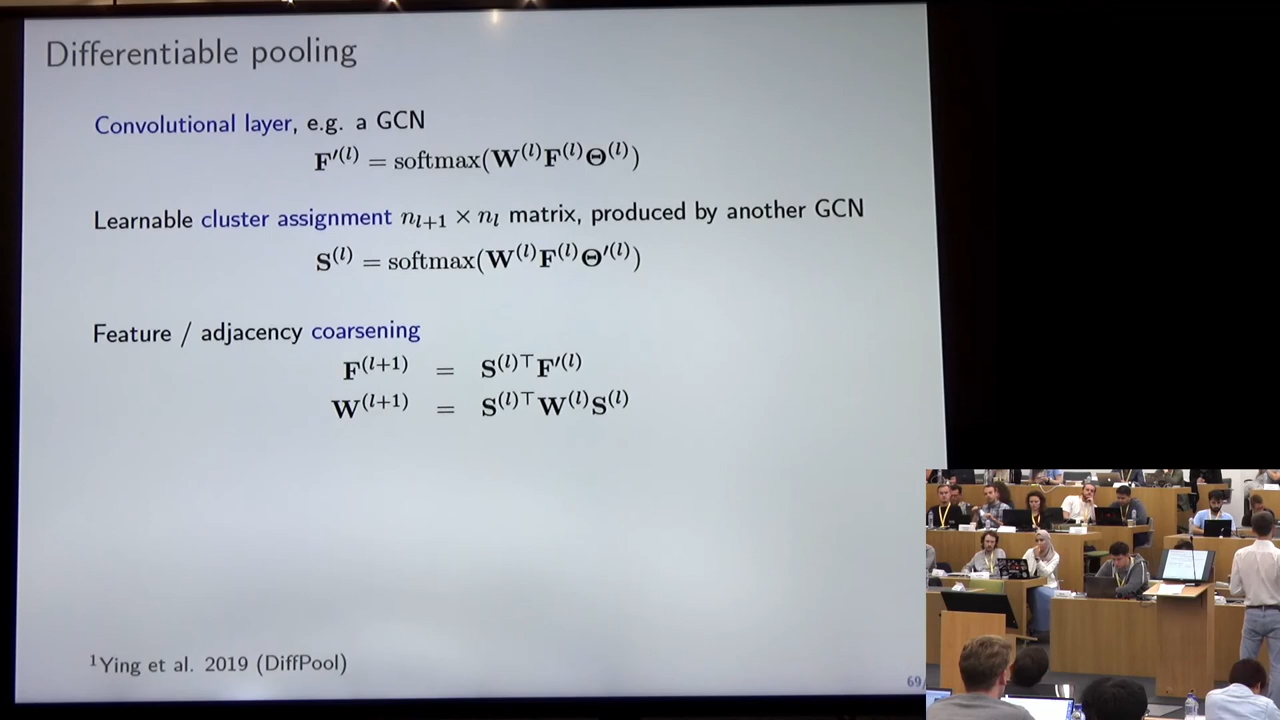 Differentiable pooling
Convolutional layer, e.g. a GCN
F′⁽ˡ⁾ = softmax(W⁽ˡ⁾F⁽ˡ⁾Θ⁽ˡ⁾)
Learnable cluster assignment nₗ₊₁ × nₗ matrix, produced by another GCN
S⁽ˡ⁾ = softmax(W⁽ˡ⁾F⁽ˡ⁾Θ′⁽ˡ⁾)
Feature / adjacency coarsening
F⁽ˡ⁺¹⁾ = S⁽ˡ⁾⊤F′⁽ˡ⁾
W⁽ˡ⁺¹⁾ = S⁽ˡ⁾⊤W⁽ˡ⁾S⁽ˡ⁾
¹Ying et al. 2019 (DiffPool)
69/